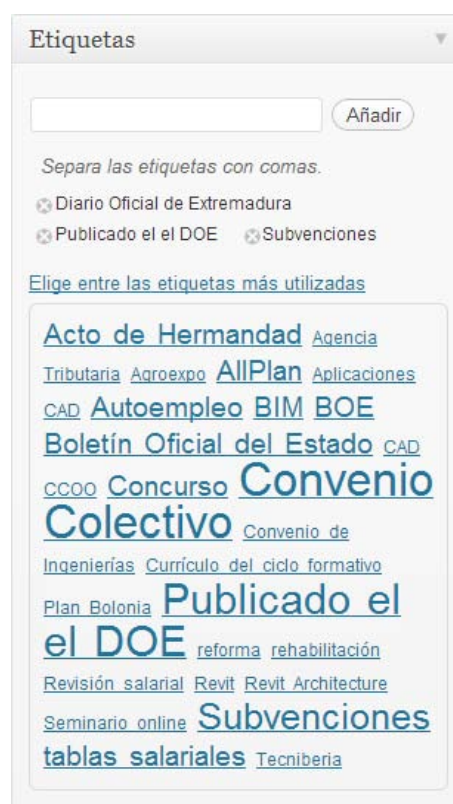 Etiquetas
Añadir
Separa las etiquetas con comas.
Diario Oficial de Extremadura
Publicado el el DOE Subvenciones
Elige entre las etiquetas más utilizadas
Acto de Hermandad Agencia
Tributaria Agroexpo AllPlan Aplicaciones
CAD Autoempleo BIM BOE
Boletín Oficial del Estado CAD
CCOO Concurso Convenio
Colectivo Convenio de
Ingenierías Currículo del ciclo formativo
Plan Bolonia Publicado el
el DOE reforma rehabilitación
Revisión salarial Revit Revit Architecture
Seminario online Subvenciones
tablas salariales Tecniberia